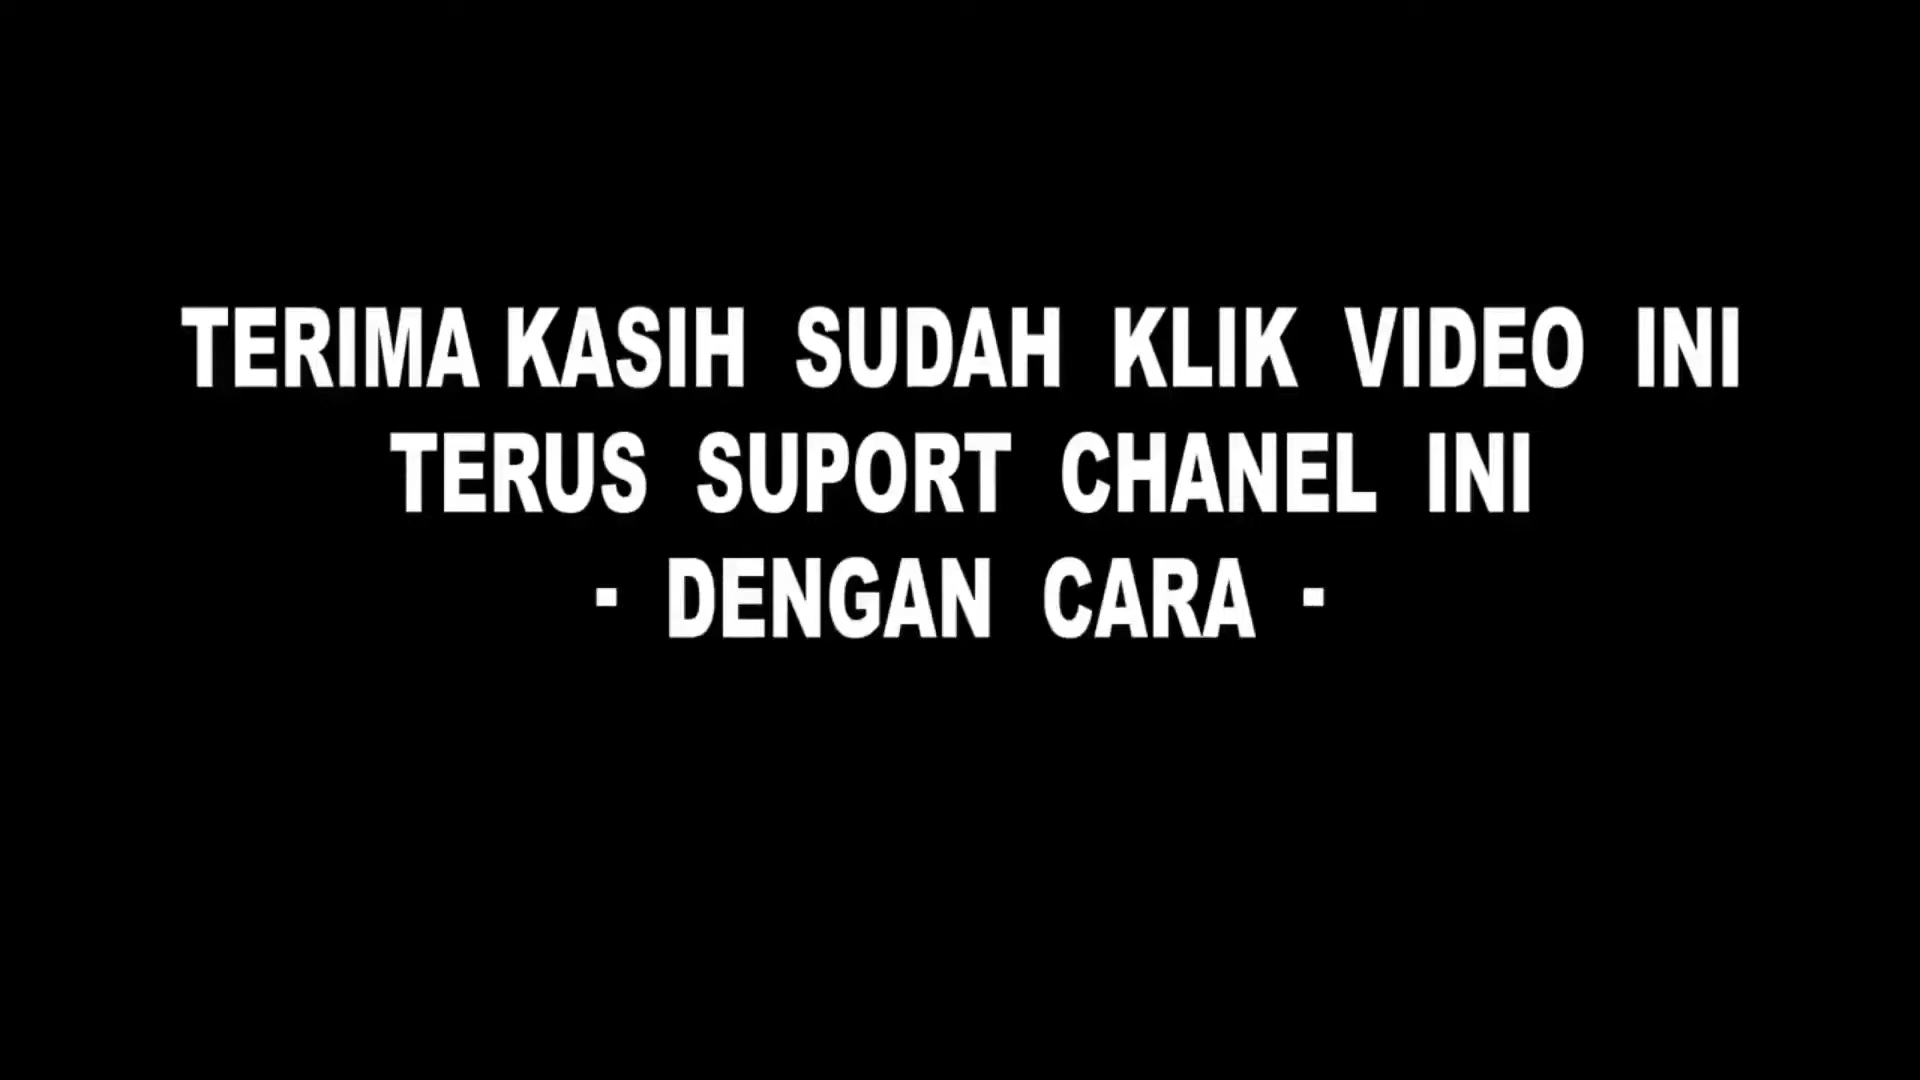 TERIMA KASIH SUDAH KLIK VIDEO INI
TERUS SUPORT CHANEL INI
- DENGAN CARA -